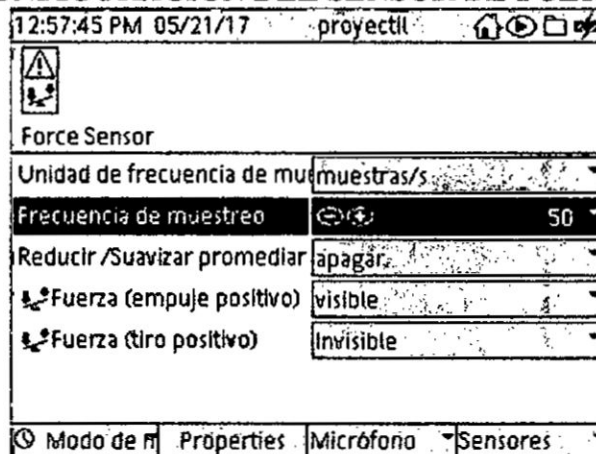 12:57:45 PM 05/21/17 proyectil
Force Sensor
Unidad de frecuencia de mu muestras/s
Frecuencia de muestreo 50
Reducir /Suavizar promediar apagar
Fuerza (empuje positivo) visible
Fuerza (tiro positivo) Invisible
Modo de Properties Micrófono Sensores